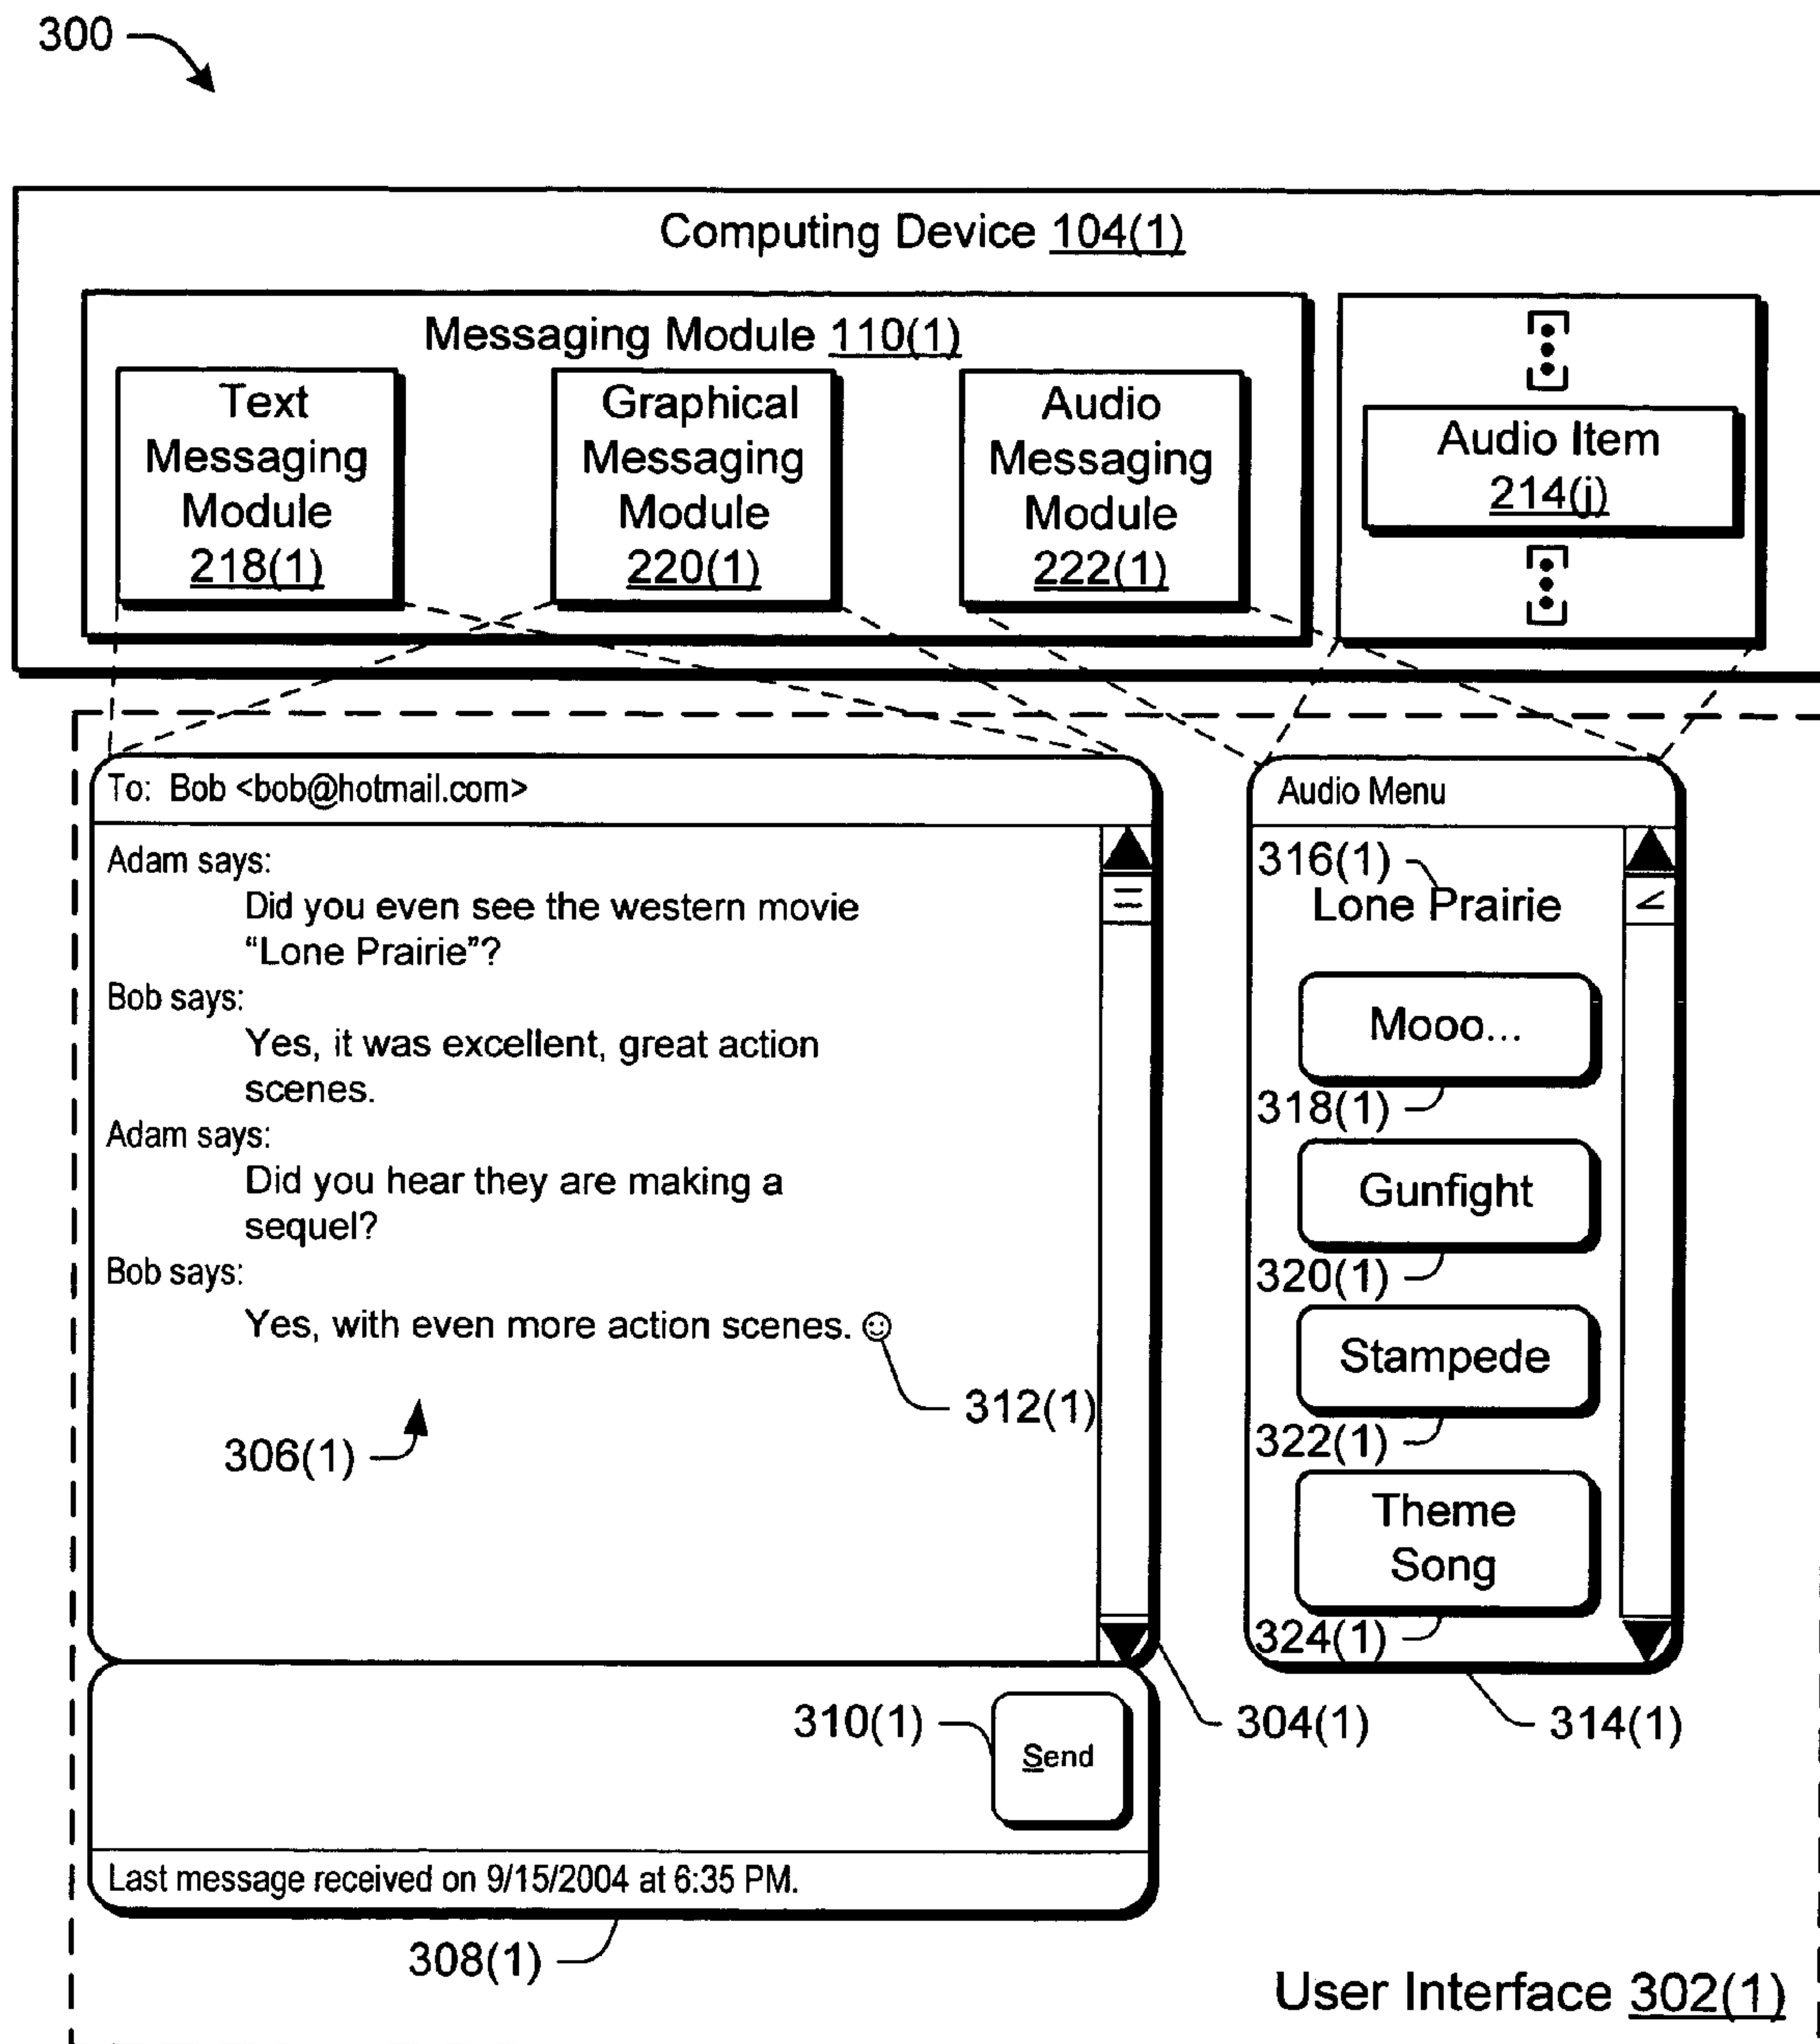 300
Computing Device 104(1)
Messaging Module 110(1)
Text
Messaging
Module
218(1)
Graphical
Messaging
Module
220(1)
Audio
Messaging
Module
222(1)
Audio Item
214(j)
To: Bob <bob@hotmail.com>
Adam says:
Did you even see the western movie
“Lone Prairie”?
Bob says:
Yes, it was excellent, great action
scenes.
Adam says:
Did you hear they are making a
sequel?
Bob says:
Yes, with even more action scenes. ☺
312(1)
306(1)
Audio Menu
316(1)
Lone Prairie
Mooo...
318(1)
Gunfight
320(1)
Stampede
322(1)
Theme
Song
324(1)
310(1)
Send
304(1)
314(1)
Last message received on 9/15/2004 at 6:35 PM.
308(1)
User Interface 302(1)